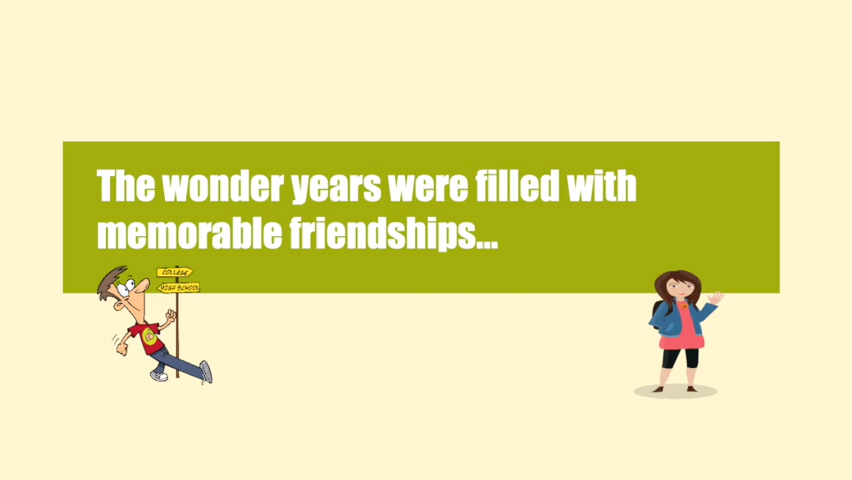 The wonder years were filled with
memorable friendships...
COLLEGE
HIGH SCHOOL